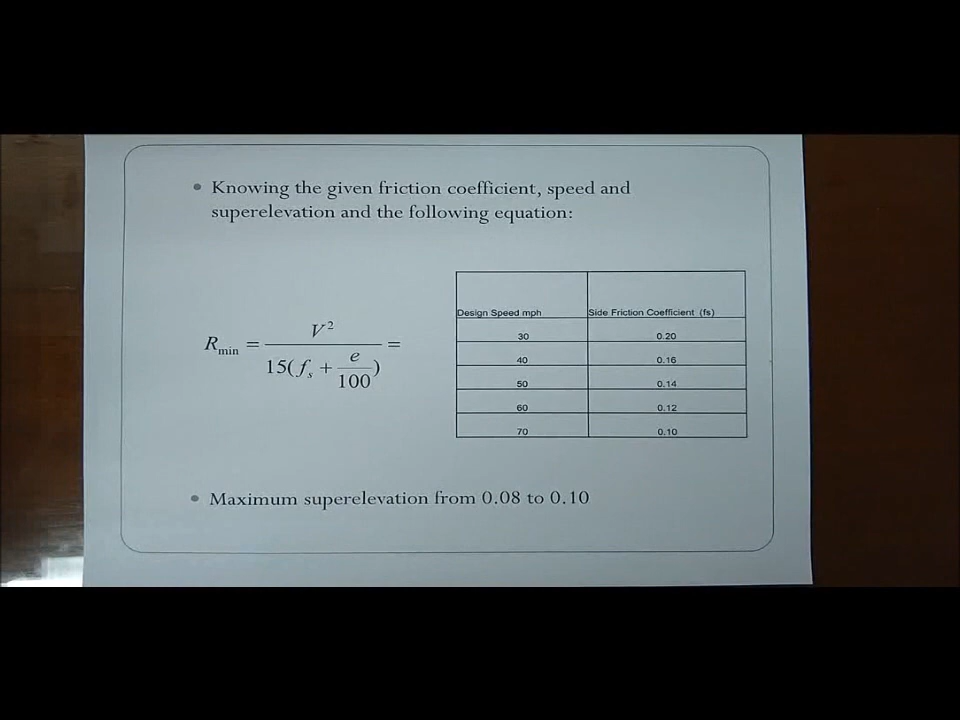 • Knowing the given friction coefficient, speed and
superelevation and the following equation:
R_min = V² / 15(f_s + e/100) =
Design Speed mph Side Friction Coefficient (fs)
30 0.20
40 0.16
50 0.14
60 0.12
70 0.10
• Maximum superelevation from 0.08 to 0.10